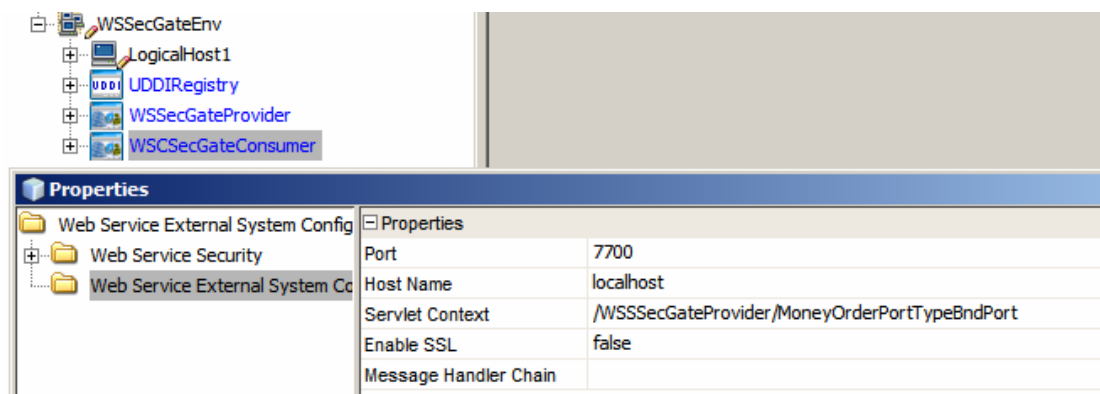 WSSecGateEnv
LogicalHost1
UDDI UDDIRegistry
WSSecGateProvider
WSCSecGateConsumer
Properties
Web Service External System Config
Web Service Security
Web Service External System Co
Properties
Port 7700
Host Name localhost
Servlet Context /WSSSecGateProvider/MoneyOrderPortTypeBndPort
Enable SSL false
Message Handler Chain